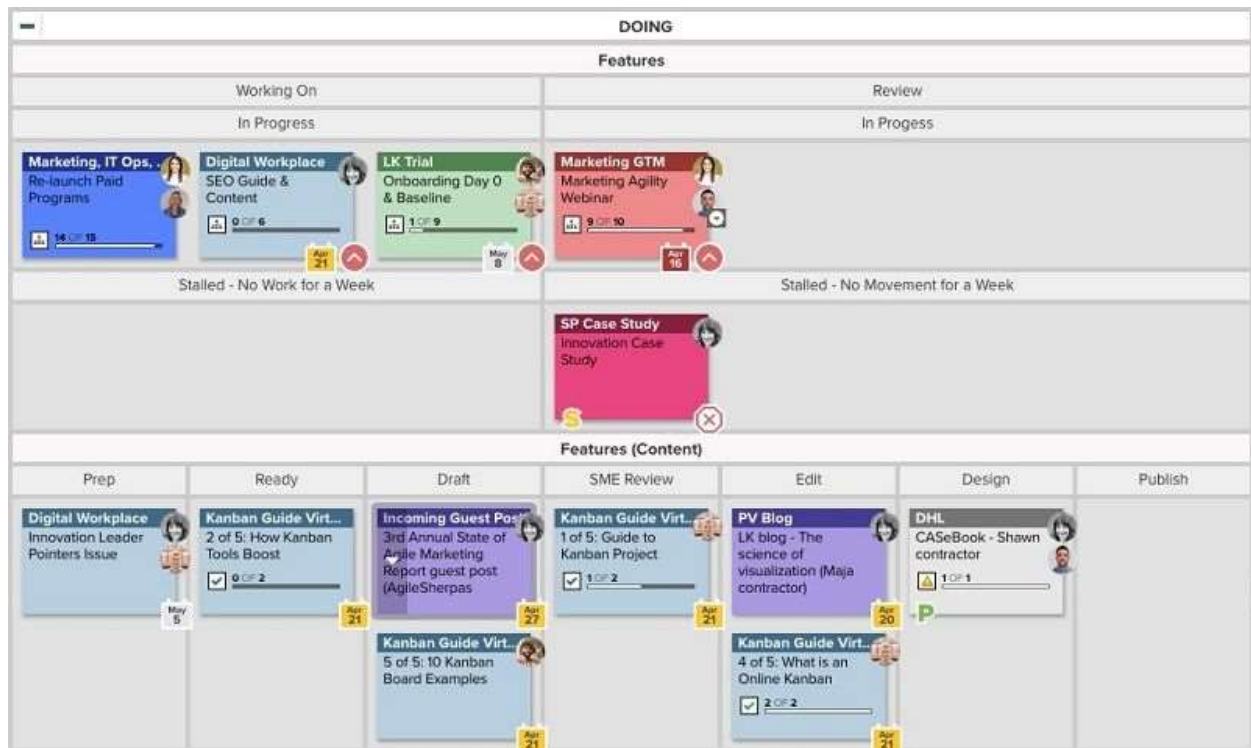 DOING
Features
Working On
Review
In Progress
In Progess
Marketing, IT Ops, ..
Re-launch Paid
Programs
14 OF 15
Digital Workplace
SEO Guide &
Content
0 OF 6
Apr
21
LK Trial
Onboarding Day 0
& Baseline
1 OF 9
May
8
Marketing GTM
Marketing Agility
Webinar
9 OF 10
Apr
16
Stalled - No Work for a Week
Stalled - No Movement for a Week
SP Case Study
Innovation Case
Study
S
Features (Content)
Prep
Ready
Draft
SME Review
Edit
Design
Publish
Digital Workplace
Innovation Leader
Pointers Issue
May
5
Kanban Guide Virt...
2 of 5: How Kanban
Tools Boost
0 OF 2
Apr
21
Incoming Guest Post
3rd Annual State of
Agile Marketing
Report guest post
(AgileSherpas
Apr
27
Kanban Guide Virt...
5 of 5: 10 Kanban
Board Examples
Apr
21
Kanban Guide Virt...
1 of 5: Guide to
Kanban Project
1 OF 2
Apr
21
PV Blog
LK blog - The
science of
visualization (Maja
contractor)
Apr
20
Kanban Guide Virt...
4 of 5: What is an
Online Kanban
2 OF 2
Apr
21
DHL
CASeBook - Shawn
contractor
1 OF 1
P